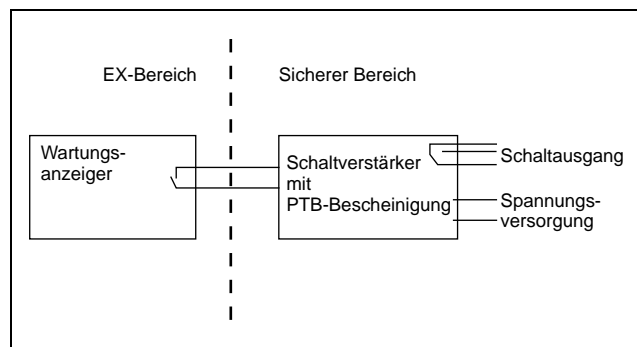 EX-Bereich
Sicherer Bereich
Wartungs-
anzeiger
Schaltverstärker
mit
PTB-Bescheinigung
Schaltausgang
Spannungs-
versorgung